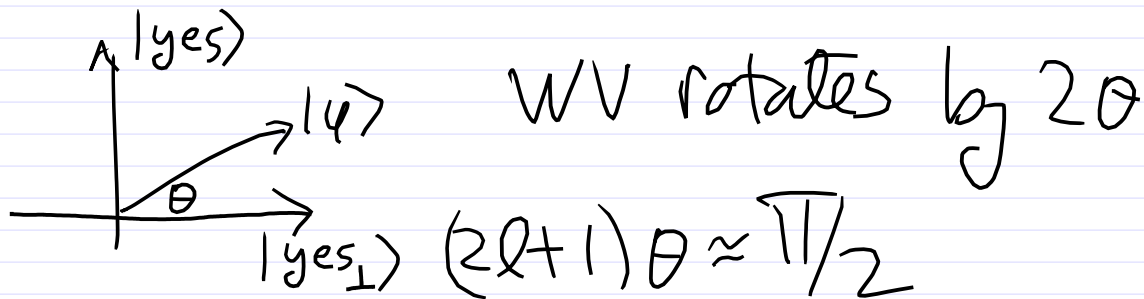 |yes⟩
|ψ⟩ WV rotates by 2θ
θ
|yes⊥⟩ (2ℓ+1)θ ≈ π/2